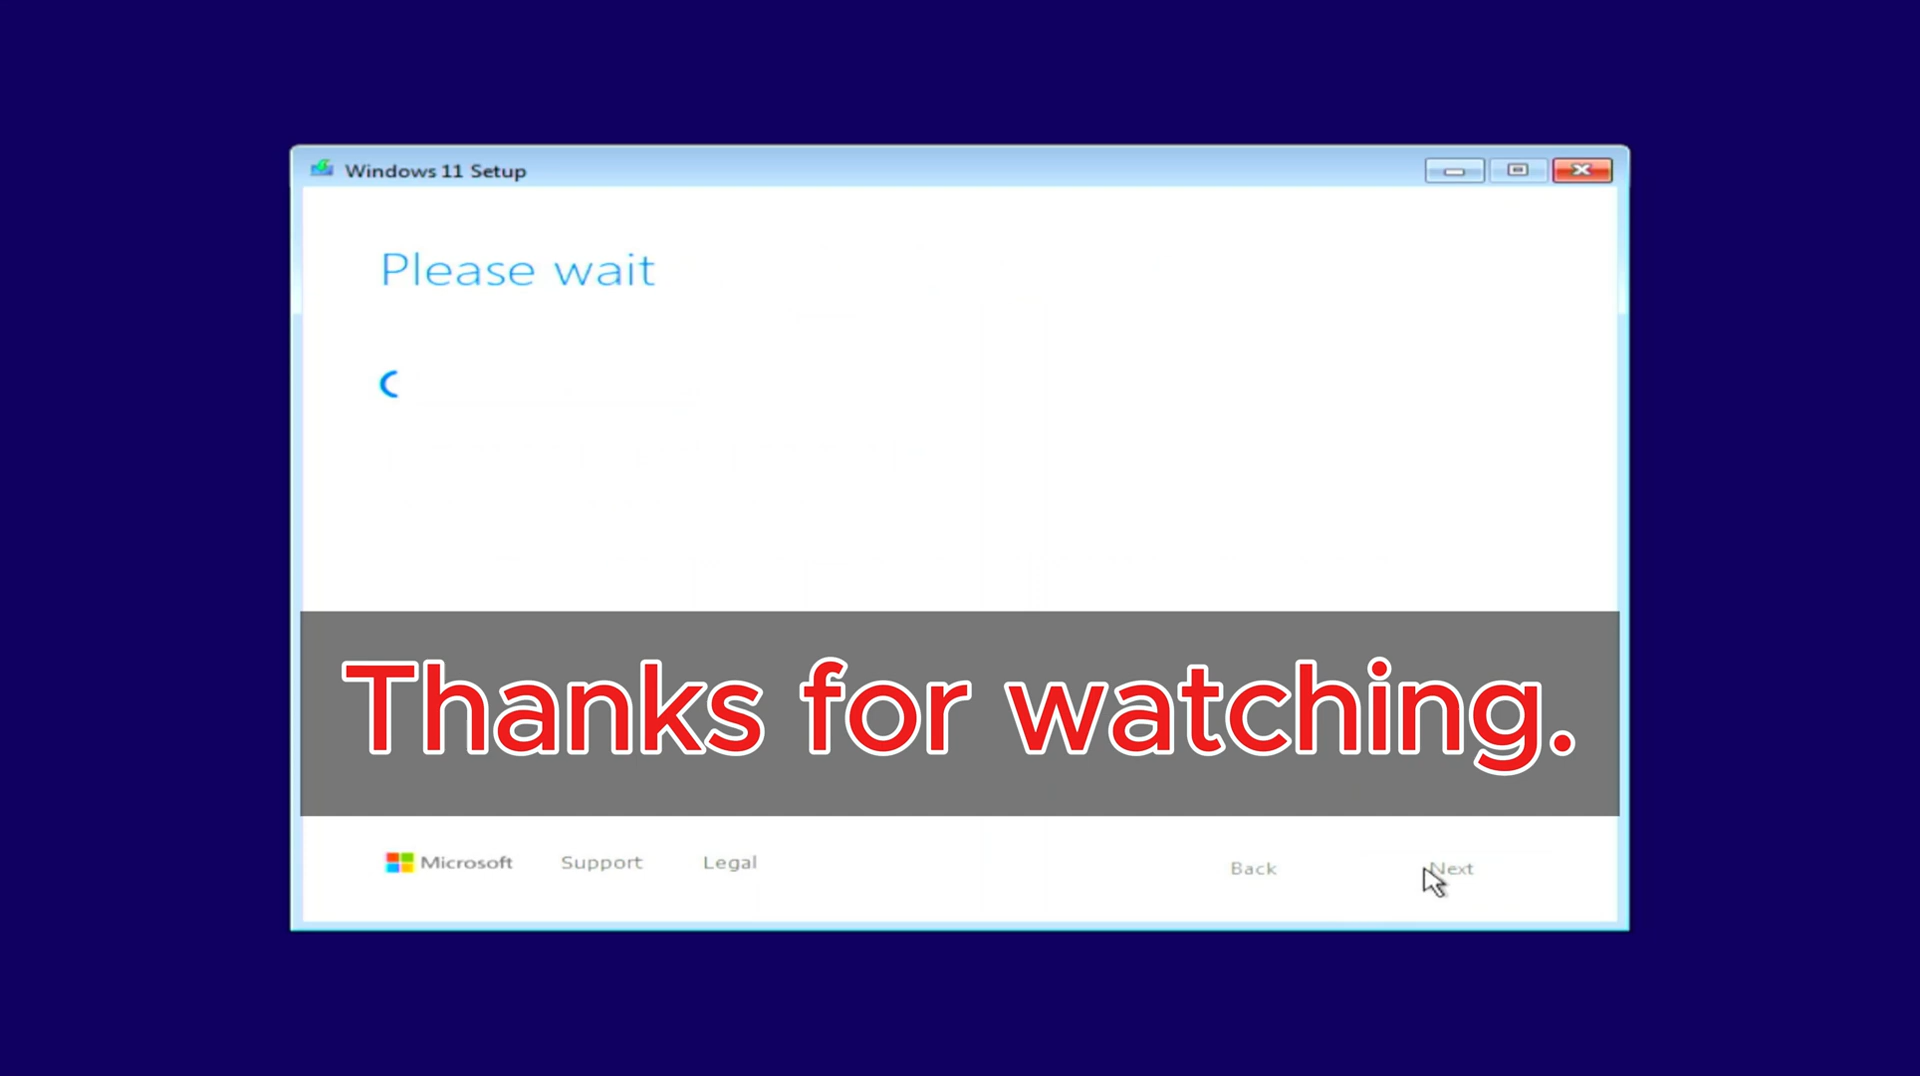 Windows 11 Setup
Please wait
Thanks for watching.
Microsoft Support Legal
Back Next